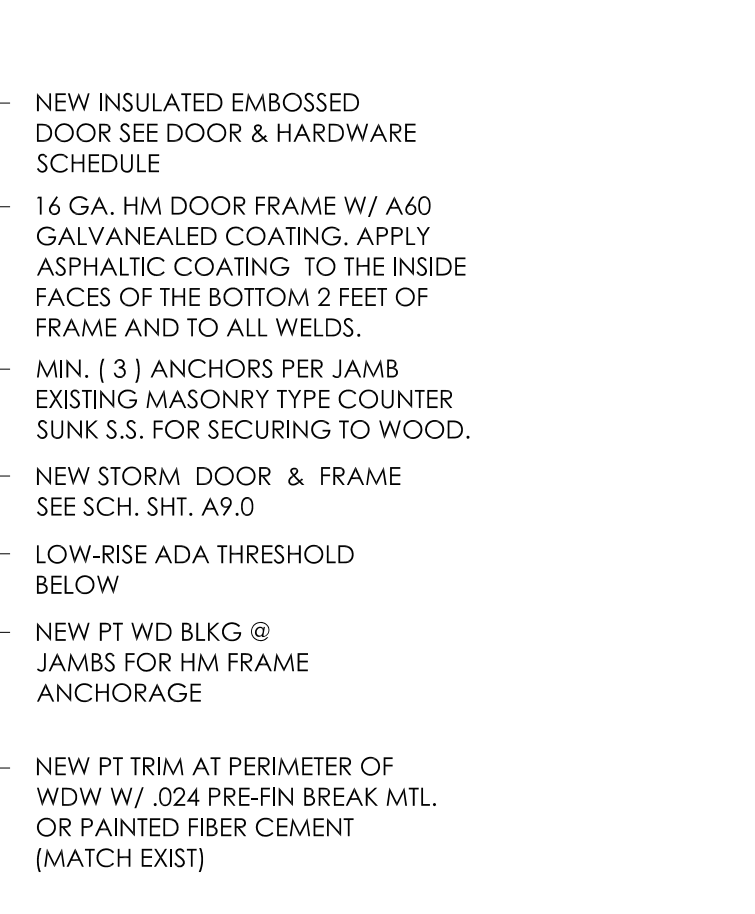 NEW INSULATED EMBOSSED
DOOR SEE DOOR & HARDWARE
SCHEDULE
16 GA. HM DOOR FRAME W/ A60
GALVANEALED COATING. APPLY
ASPHALTIC COATING TO THE INSIDE
FACES OF THE BOTTOM 2 FEET OF
FRAME AND TO ALL WELDS.
MIN. ( 3 ) ANCHORS PER JAMB
EXISTING MASONRY TYPE COUNTER
SUNK S.S. FOR SECURING TO WOOD.
NEW STORM DOOR & FRAME
SEE SCH. SHT. A9.0
LOW-RISE ADA THRESHOLD
BELOW
NEW PT WD BLKG @
JAMBS FOR HM FRAME
ANCHORAGE
NEW PT TRIM AT PERIMETER OF
WDW W/ .024 PRE-FIN BREAK MTL.
OR PAINTED FIBER CEMENT
(MATCH EXIST)